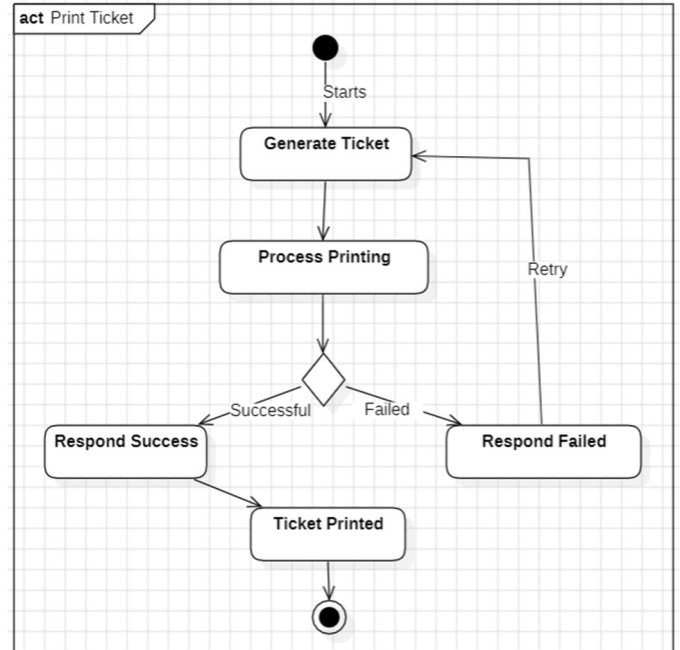 act Print Ticket
Starts
Generate Ticket
Process Printing
Retry
Successful
Failed
Respond Success
Respond Failed
Ticket Printed